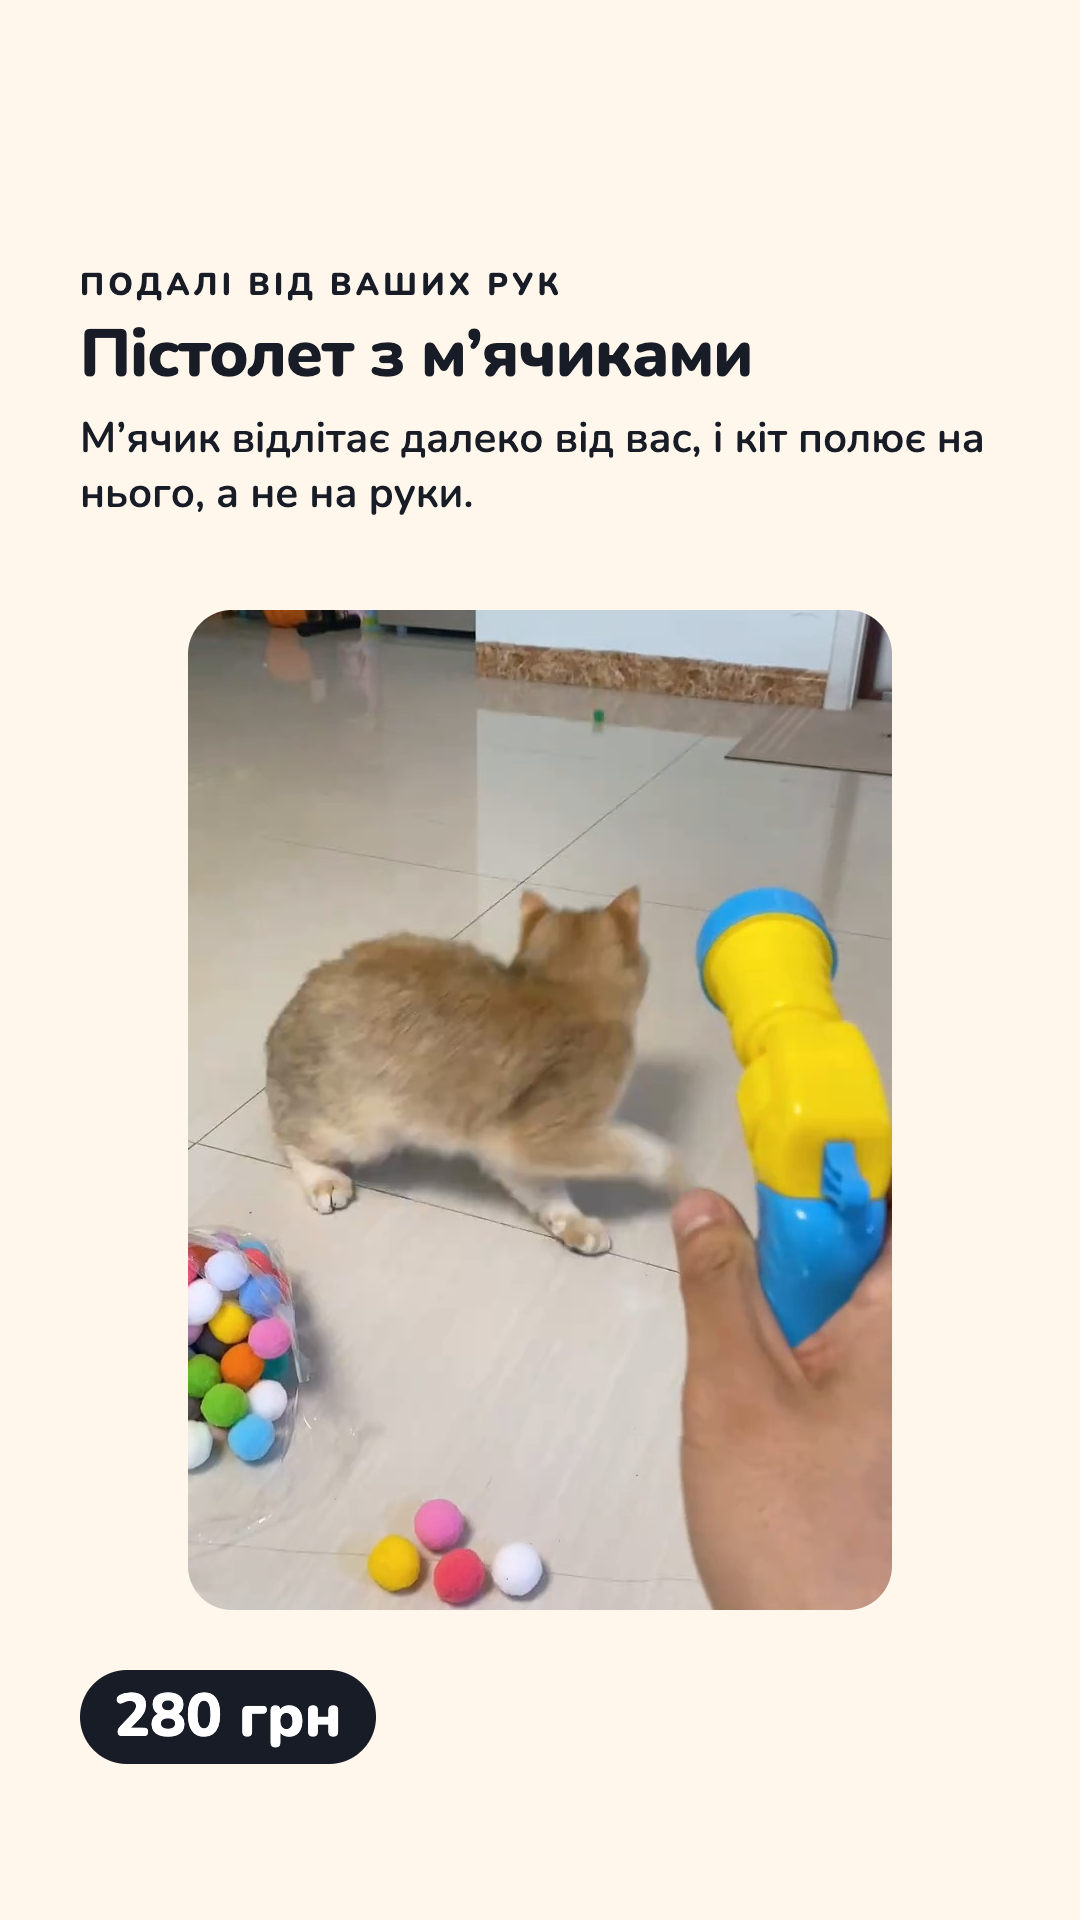 ПОДАЛІ ВІД ВАШИХ РУК
Пістолет з м’ячиками
М’ячик відлітає далеко від вас, і кіт полює на
нього, а не на руки.
280 грн